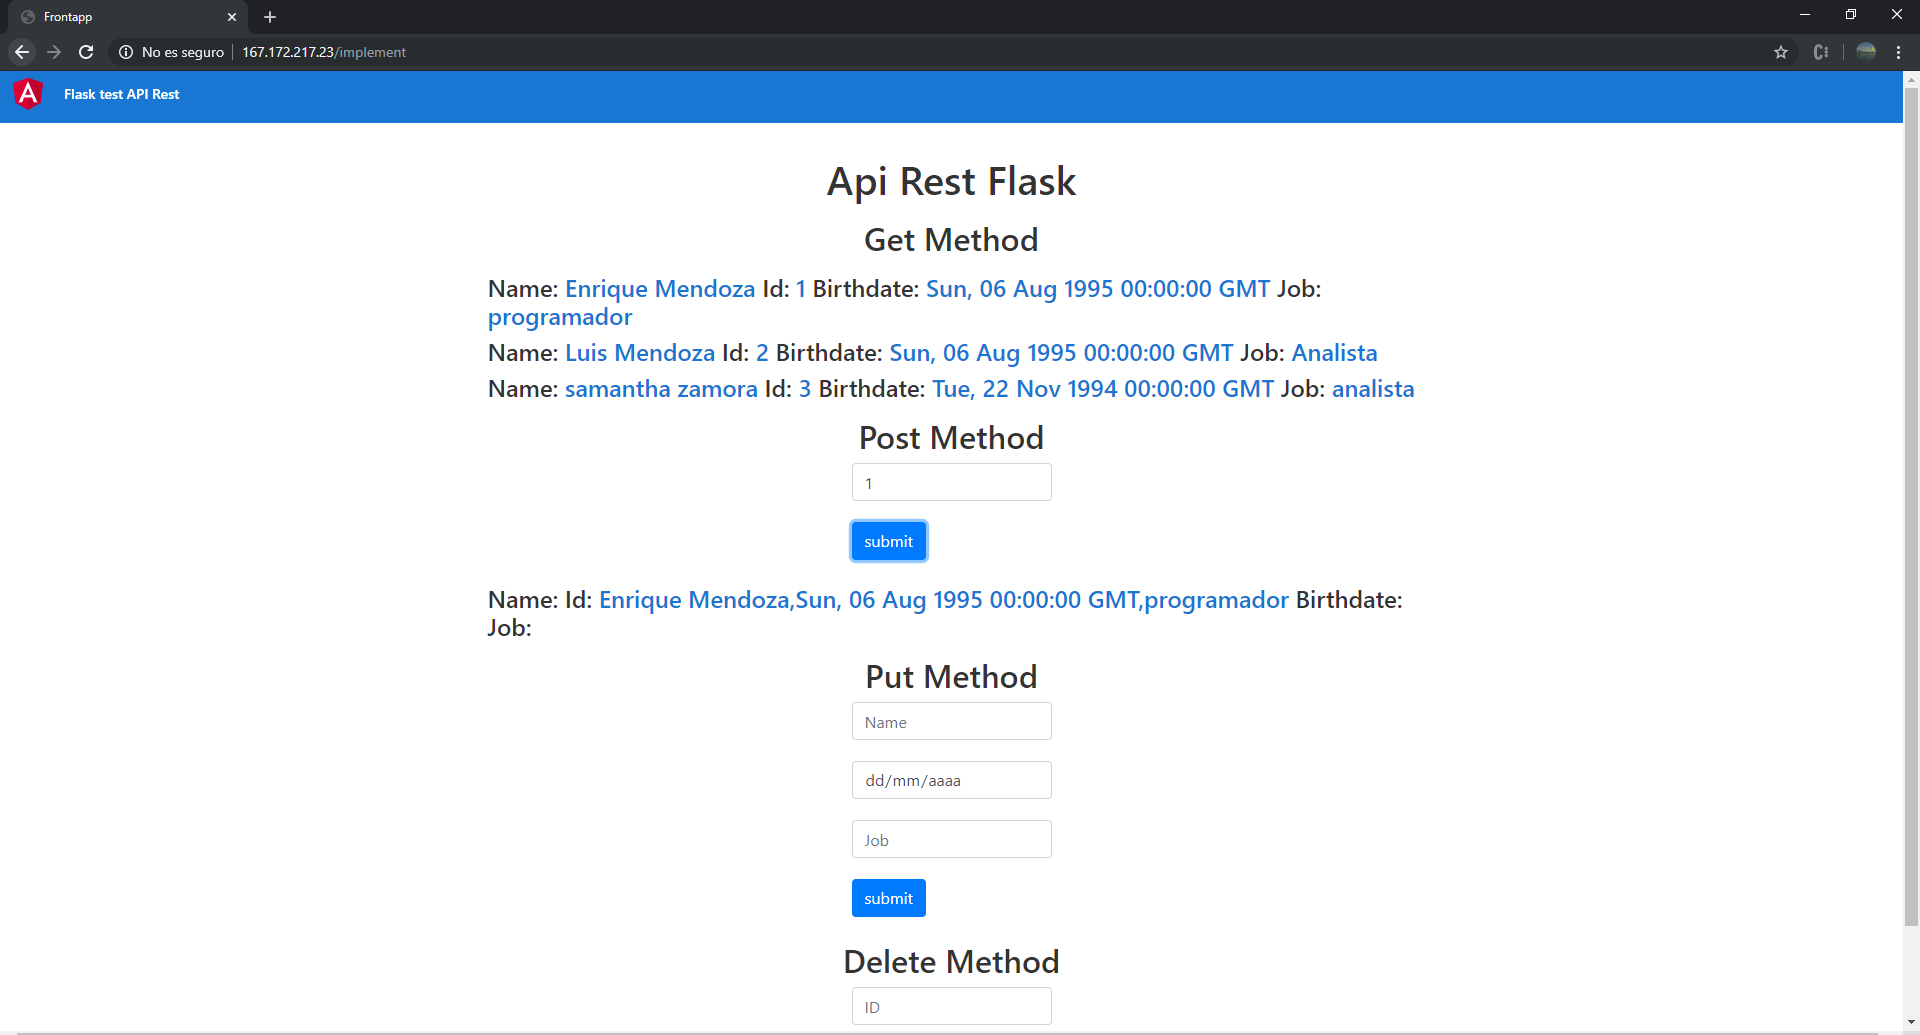 Frontapp
No es seguro 167.172.217.23/implement
Flask test API Rest
Api Rest Flask
Get Method
Name: Enrique Mendoza Id: 1 Birthdate: Sun, 06 Aug 1995 00:00:00 GMT Job:
programador
Name: Luis Mendoza Id: 2 Birthdate: Sun, 06 Aug 1995 00:00:00 GMT Job: Analista
Name: samantha zamora Id: 3 Birthdate: Tue, 22 Nov 1994 00:00:00 GMT Job: analista
Post Method
1
submit
Name: Id: Enrique Mendoza,Sun, 06 Aug 1995 00:00:00 GMT,programador Birthdate:
Job:
Put Method
Name
dd/mm/aaaa
Job
submit
Delete Method
ID